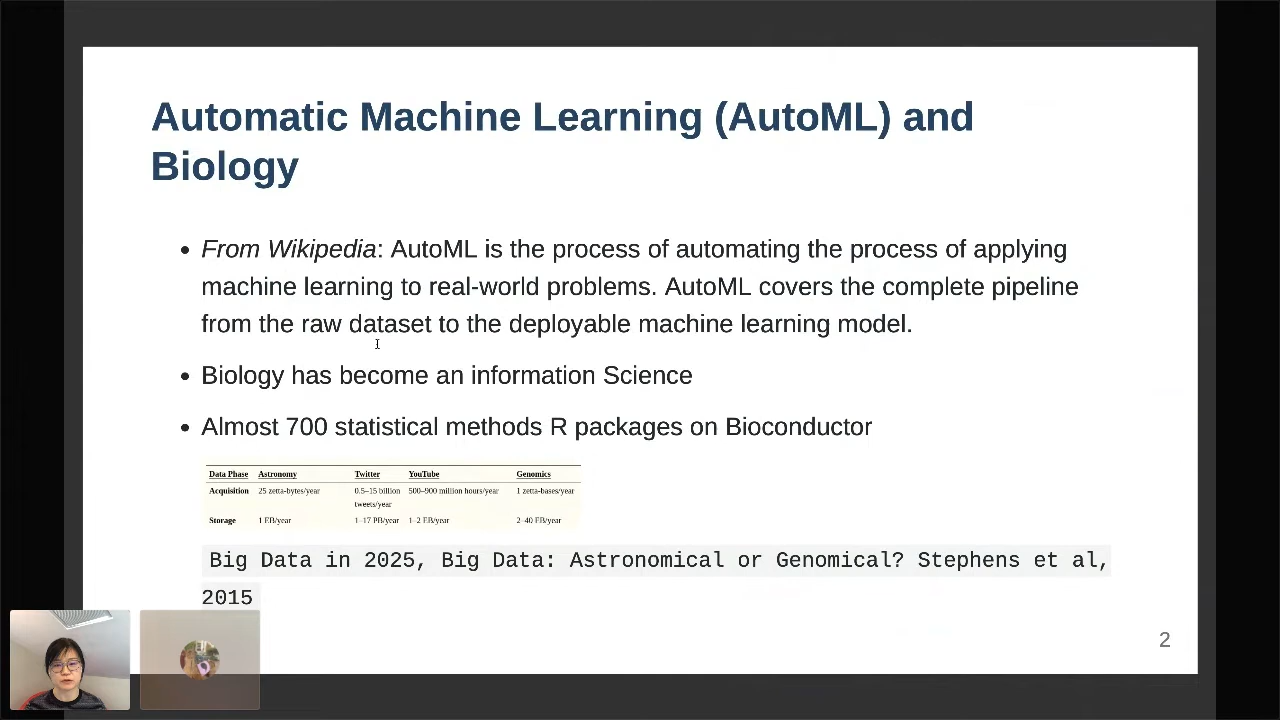 Automatic Machine Learning (AutoML) and
Biology
• From Wikipedia: AutoML is the process of automating the process of applying
machine learning to real-world problems. AutoML covers the complete pipeline
from the raw dataset to the deployable machine learning model.
• Biology has become an information Science
• Almost 700 statistical methods R packages on Bioconductor
Data Phase Astronomy Twitter YouTube Genomics
Acquisition 25 zetta-bytes/year 0.5–15 billion 500–900 million hours/year 1 zetta-bases/year
tweets/year
Storage 1 EB/year 1–17 PB/year 1–2 EB/year 2–40 EB/year
Big Data in 2025, Big Data: Astronomical or Genomical? Stephens et al,
2015
2